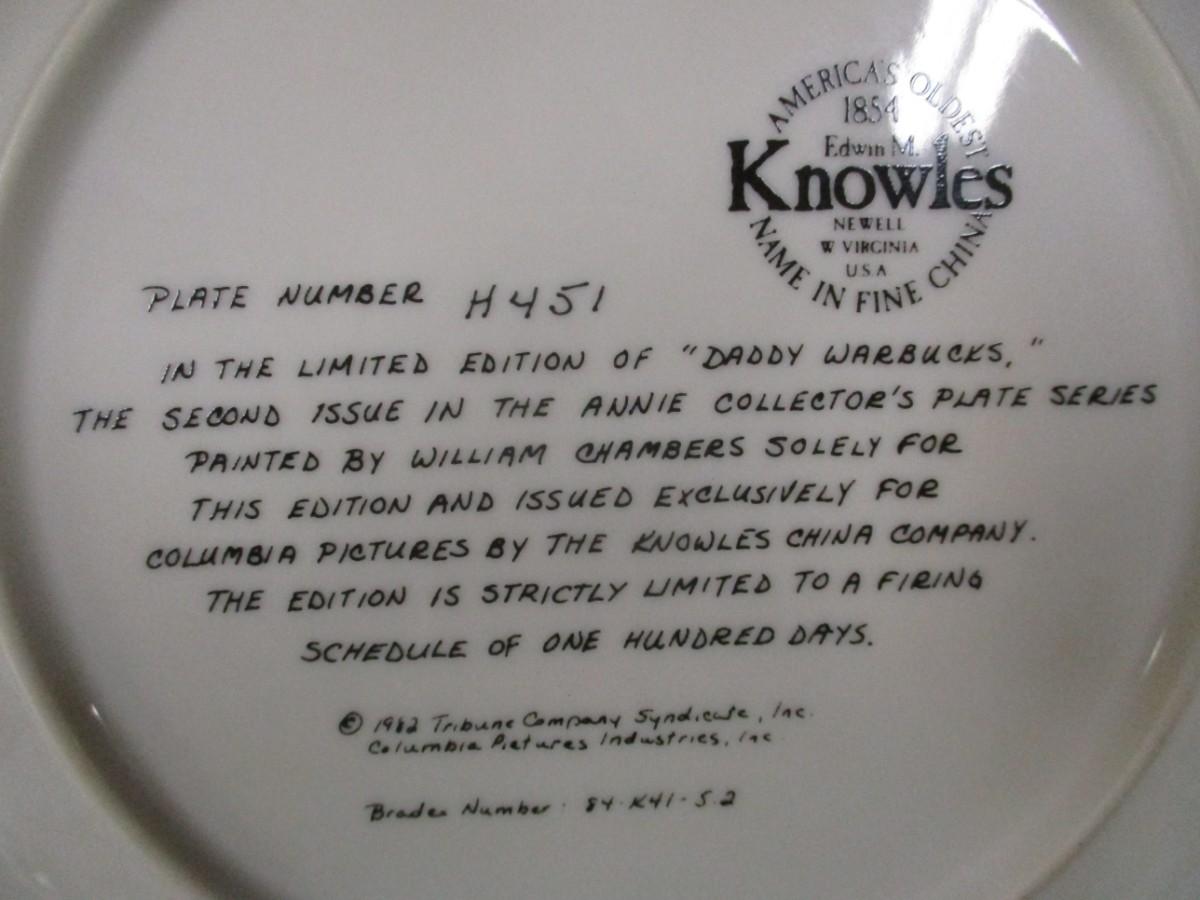 AMERICA'S OLDEST
1854
Edwin M.
Knowles
NEWELL
W VIRGINIA
USA
NAME IN FINE CHINA
PLATE NUMBER H451
IN THE LIMITED EDITION OF "DADDY WARBUCKS,"
THE SECOND ISSUE IN THE ANNIE COLLECTOR'S PLATE SERIES
PAINTED BY WILLIAM CHAMBERS SOLELY FOR
THIS EDITION AND ISSUED EXCLUSIVELY FOR
COLUMBIA PICTURES BY THE KNOWLES CHINA COMPANY.
THE EDITION IS STRICTLY LIMITED TO A FIRING
SCHEDULE OF ONE HUNDRED DAYS.
© 1982 Tribune Company Syndicate, Inc.
Columbia Pictures Industries, Inc
Bradex Number · 84·K41-5.2